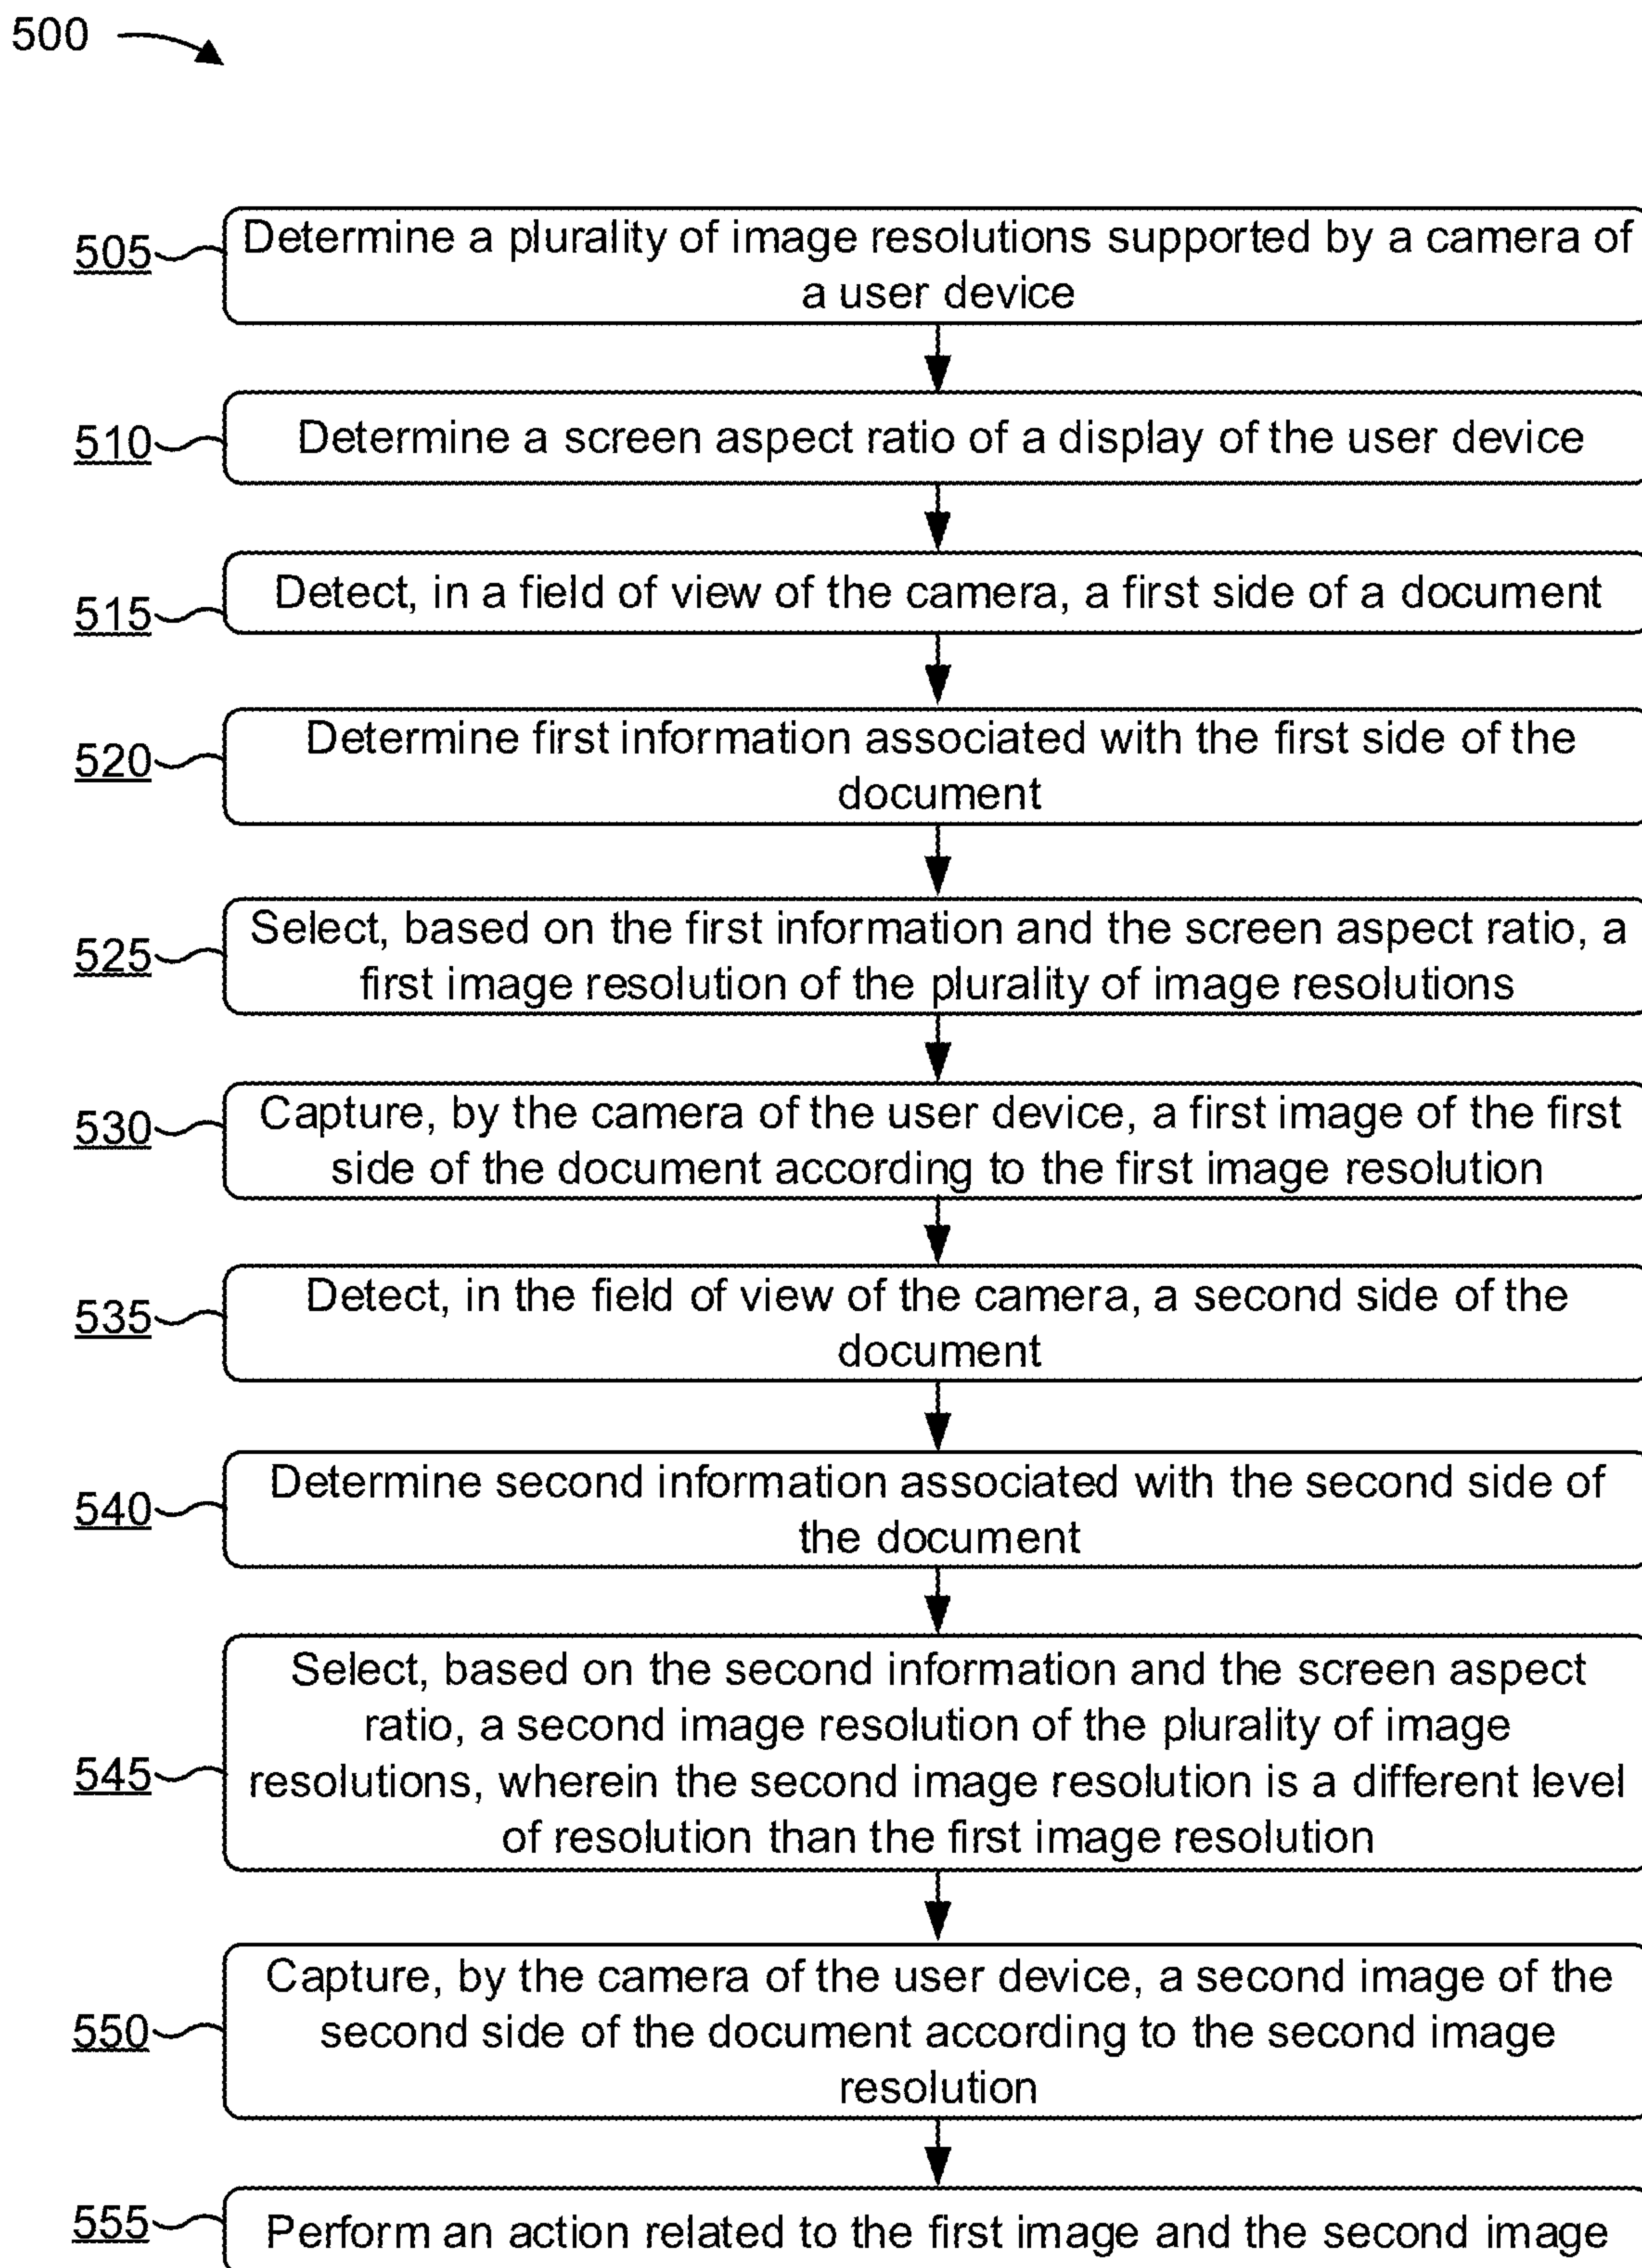 500
505
Determine a plurality of image resolutions supported by a camera of
a user device
510
Determine a screen aspect ratio of a display of the user device
515
Detect, in a field of view of the camera, a first side of a document
520
Determine first information associated with the first side of the
document
525
Select, based on the first information and the screen aspect ratio, a
first image resolution of the plurality of image resolutions
530
Capture, by the camera of the user device, a first image of the first
side of the document according to the first image resolution
535
Detect, in the field of view of the camera, a second side of the
document
540
Determine second information associated with the second side of
the document
545
Select, based on the second information and the screen aspect
ratio, a second image resolution of the plurality of image
resolutions, wherein the second image resolution is a different level
of resolution than the first image resolution
550
Capture, by the camera of the user device, a second image of the
second side of the document according to the second image
resolution
555
Perform an action related to the first image and the second image